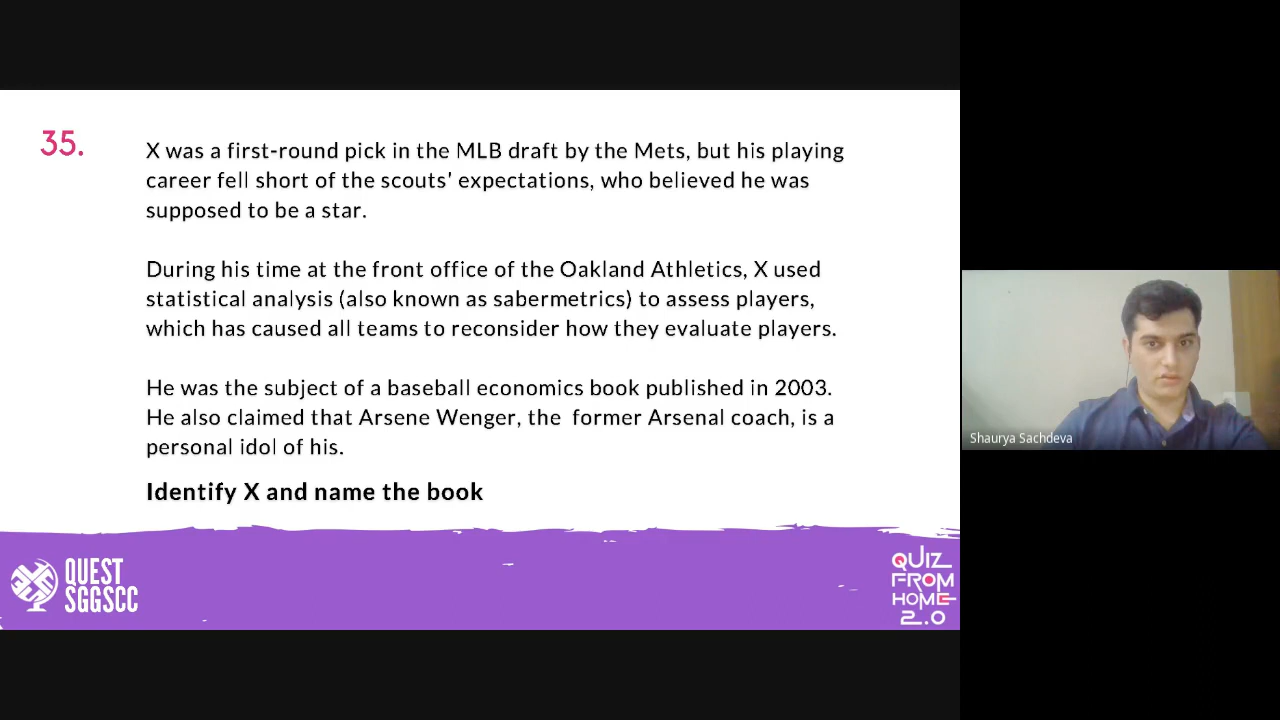 35.
X was a first-round pick in the MLB draft by the Mets, but his playing
career fell short of the scouts' expectations, who believed he was
supposed to be a star.
During his time at the front office of the Oakland Athletics, X used
statistical analysis (also known as sabermetrics) to assess players,
which has caused all teams to reconsider how they evaluate players.
He was the subject of a baseball economics book published in 2003.
He also claimed that Arsene Wenger, the former Arsenal coach, is a
personal idol of his.
Identify X and name the book
QUEST
SGGSCC
QUIZ
FROM
HOME
2.0
Shaurya Sachdeva